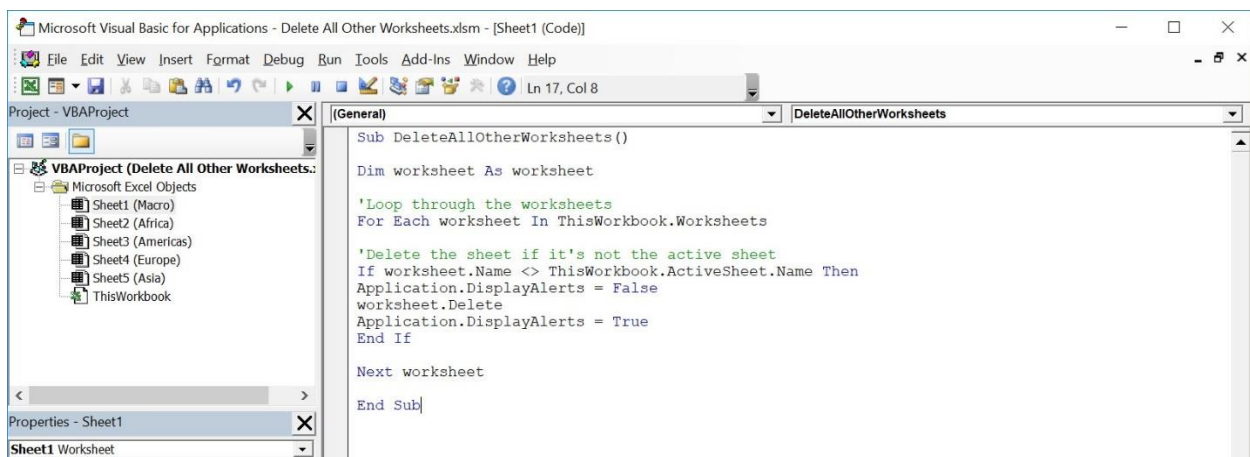 Microsoft Visual Basic for Applications - Delete All Other Worksheets.xlsm - [Sheet1 (Code)]
File Edit View Insert Format Debug Run Tools Add-Ins Window Help
Ln 17, Col 8
Project - VBAProject
VBAProject (Delete All Other Worksheets.:
Microsoft Excel Objects
Sheet1 (Macro)
Sheet2 (Africa)
Sheet3 (Americas)
Sheet4 (Europe)
Sheet5 (Asia)
ThisWorkbook
Properties - Sheet1
Sheet1 Worksheet
(General) DeleteAllOtherWorksheets
Sub DeleteAllOtherWorksheets()
Dim worksheet As worksheet
'Loop through the worksheets
For Each worksheet In ThisWorkbook.Worksheets
'Delete the sheet if it's not the active sheet
If worksheet.Name <> ThisWorkbook.ActiveSheet.Name Then
Application.DisplayAlerts = False
worksheet.Delete
Application.DisplayAlerts = True
End If
Next worksheet
End Sub